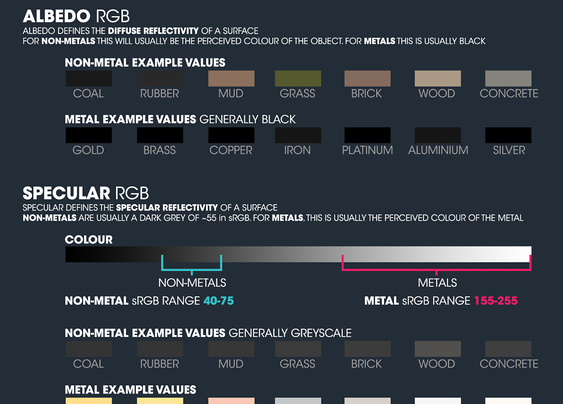 ALBEDO RGB
ALBEDO DEFINES THE DIFFUSE REFLECTIVITY OF A SURFACE
FOR NON-METALS THIS WILL USUALLY BE THE PERCEIVED COLOUR OF THE OBJECT. FOR METALS THIS IS USUALLY BLACK
NON-METAL EXAMPLE VALUES
COAL RUBBER MUD GRASS BRICK WOOD CONCRETE
METAL EXAMPLE VALUES GENERALLY BLACK
GOLD BRASS COPPER IRON PLATINUM ALUMINIUM SILVER
SPECULAR RGB
SPECULAR DEFINES THE SPECULAR REFLECTIVITY OF A SURFACE
NON-METALS ARE USUALLY A DARK GREY OF ~55 in sRGB. FOR METALS, THIS IS USUALLY THE PERCEIVED COLOUR OF THE METAL
COLOUR
NON-METALS METALS
NON-METAL sRGB RANGE 40-75 METAL sRGB RANGE 155-255
NON-METAL EXAMPLE VALUES GENERALLY GREYSCALE
COAL RUBBER MUD GRASS BRICK WOOD CONCRETE
METAL EXAMPLE VALUES